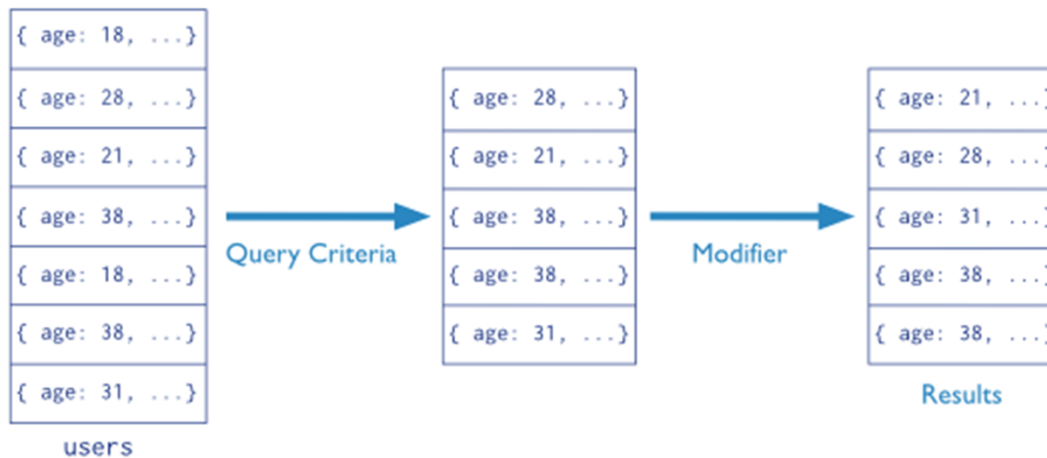 { age: 18, ...}
{ age: 28, ...}
{ age: 21, ...}
{ age: 38, ...}
{ age: 18, ...}
{ age: 38, ...}
{ age: 31, ...}
users
Query Criteria
{ age: 28, ...}
{ age: 21, ...}
{ age: 38, ...}
{ age: 38, ...}
{ age: 31, ...}
Modifier
{ age: 21, ...}
{ age: 28, ...}
{ age: 31, ...}
{ age: 38, ...}
{ age: 38, ...}
Results